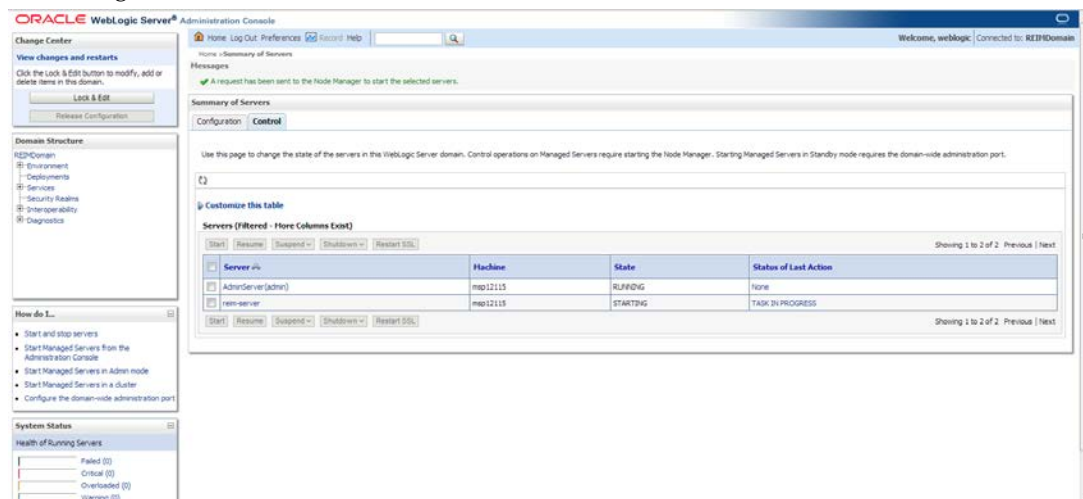 ORACLE WebLogic Server® Administration Console
Change Center
View changes and restarts
Click the Lock & Edit button to modify, add or
delete items in this domain.
Lock & Edit
Release Configuration
Domain Structure
REIMDomain
Environment
Deployments
Services
Security Realms
Interoperability
Diagnostics
How do I...
Start and stop servers
Start Managed Servers from the
Administration Console
Start Managed Servers in Admin mode
Start Managed Servers in a cluster
Configure the domain-wide administration port
System Status
Health of Running Servers
Failed (0)
Critical (0)
Overloaded (0)
Warning (0)
Home Log Out Preferences Record Help
Welcome, weblogic Connected to: REIMDomain
Home >Summary of Servers
Messages
A request has been sent to the Node Manager to start the selected servers.
Summary of Servers
Configuration Control
Use this page to change the state of the servers in this WebLogic Server domain. Control operations on Managed Servers require starting the Node Manager. Starting Managed Servers in Standby mode requires the domain-wide administration port.
Customize this table
Servers (Filtered - More Columns Exist)
Start Resume Suspend Shutdown Restart SSL Showing 1 to 2 of 2 Previous | Next
Server Machine State Status of Last Action
AdminServer(admin) msp12115 RUNNING None
reim-server msp12115 STARTING TASK IN PROGRESS
Start Resume Suspend Shutdown Restart SSL Showing 1 to 2 of 2 Previous | Next